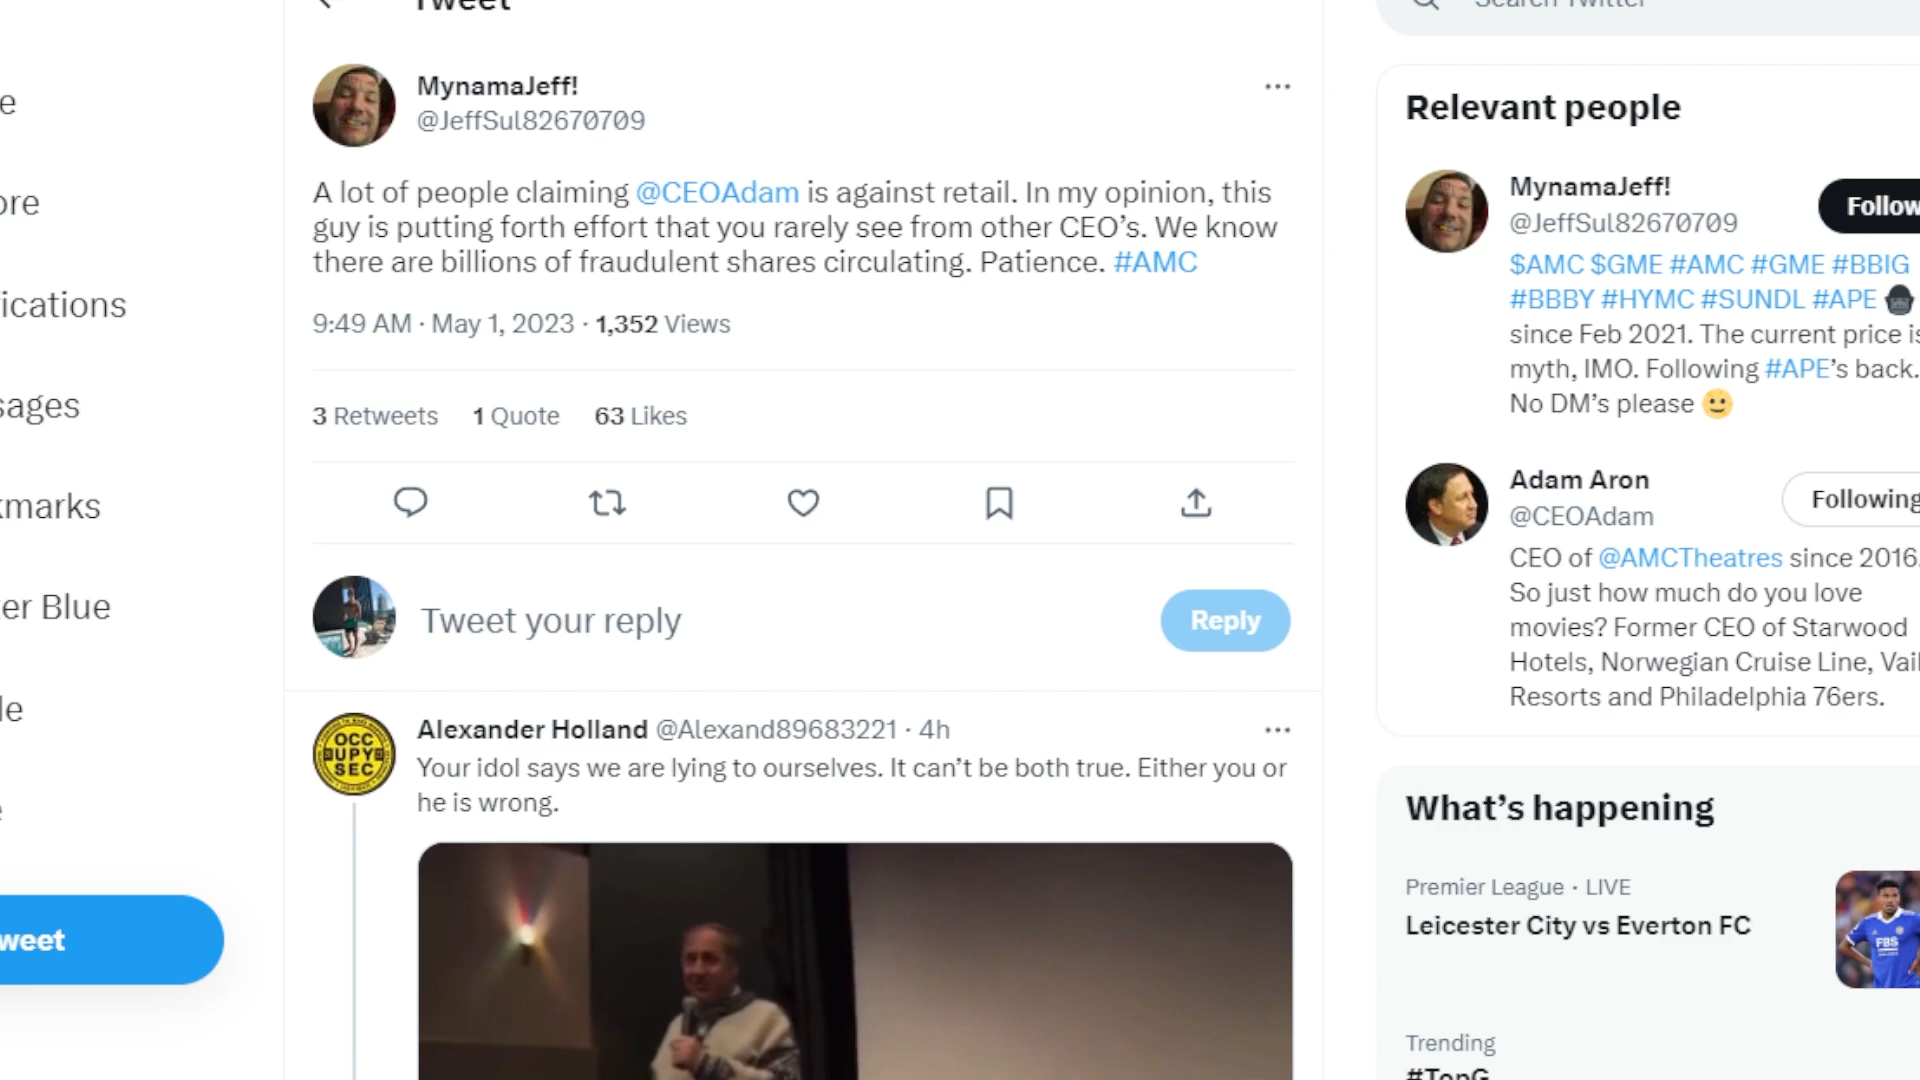 Tweet
Search Twitter
MynamaJeff!
@JeffSul82670709
A lot of people claiming @CEOAdam is against retail. In my opinion, this
guy is putting forth effort that you rarely see from other CEO’s. We know
there are billions of fraudulent shares circulating. Patience. #AMC
9:49 AM · May 1, 2023 · 1,352 Views
3 Retweets 1 Quote 63 Likes
Tweet your reply
Reply
Alexander Holland @Alexand89683221 · 4h
Your idol says we are lying to ourselves. It can’t be both true. Either you or
he is wrong.
OCC
UPY
SEC
e
ore
ications
sages
kmarks
er Blue
le
e
weet
Relevant people
MynamaJeff!
@JeffSul82670709
Follow
$AMC $GME #AMC #GME #BBIG
#BBBY #HYMC #SUNDL #APE
since Feb 2021. The current price is
myth, IMO. Following #APE’s back.
No DM’s please
Adam Aron
@CEOAdam
Following
CEO of @AMCTheatres since 2016.
So just how much do you love
movies? Former CEO of Starwood
Hotels, Norwegian Cruise Line, Vail
Resorts and Philadelphia 76ers.
What’s happening
Premier League · LIVE
Leicester City vs Everton FC
FBS
Trending
#TopG